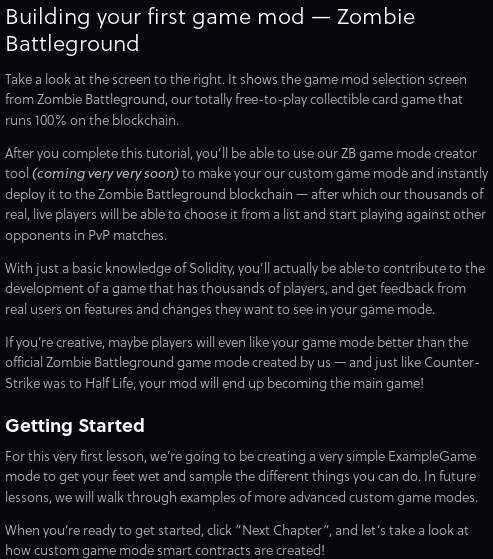 Building your first game mod — Zombie
Battleground
Take a look at the screen to the right. It shows the game mod selection screen
from Zombie Battleground, our totally free-to-play collectible card game that
runs 100% on the blockchain.
After you complete this tutorial, you'll be able to use our ZB game mode creator
tool (coming very very soon) to make your our custom game mode and instantly
deploy it to the Zombie Battleground blockchain — after which our thousands of
real, live players will be able to choose it from a list and start playing against other
opponents in PvP matches.
With just a basic knowledge of Solidity, you'll actually be able to contribute to the
development of a game that has thousands of players, and get feedback from
real users on features and changes they want to see in your game mode.
If you're creative, maybe players will even like your game mode better than the
official Zombie Battleground game mode created by us — and just like Counter-
Strike was to Half Life, your mod will end up becoming the main game!
Getting Started
For this very first lesson, we're going to be creating a very simple ExampleGame
mode to get your feet wet and sample the different things you can do. In future
lessons, we will walk through examples of more advanced custom game modes.
When you're ready to get started, click "Next Chapter", and let's take a look at
how custom game mode smart contracts are created!